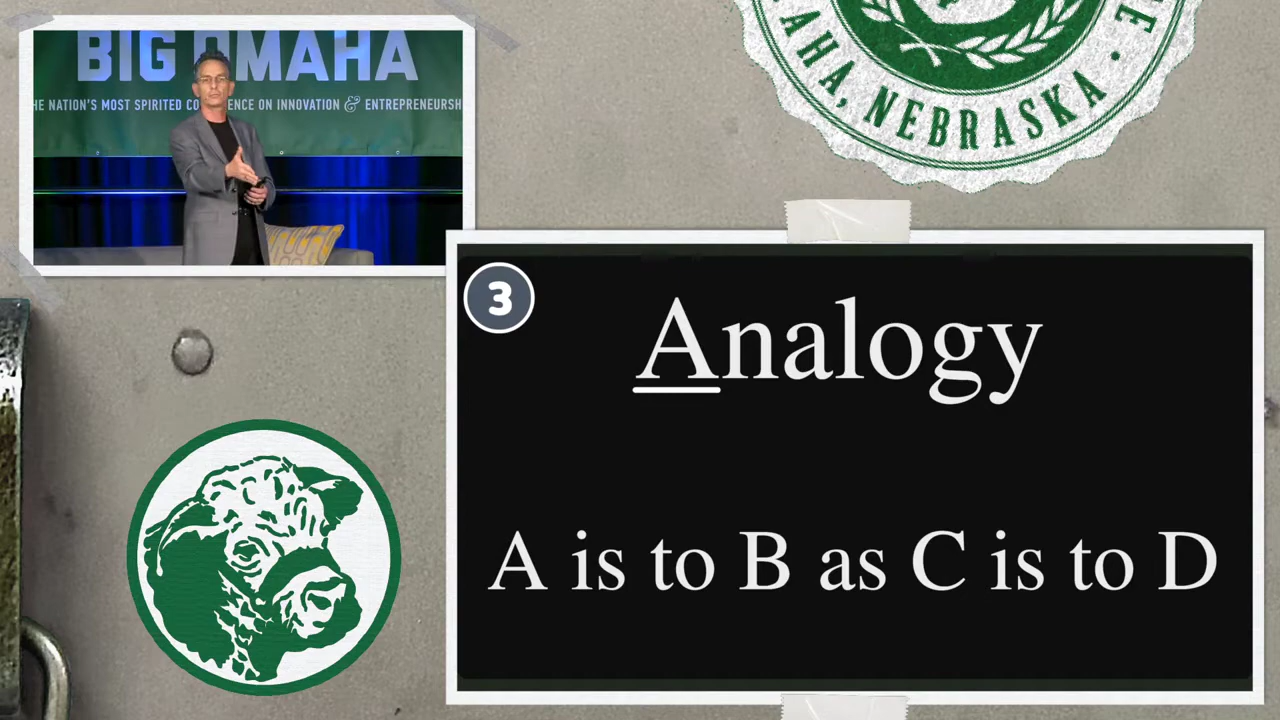 BIG OMAHA
HE NATION'S MOST SPIRITED CO ENCE ON INNOVATION & ENTREPRENEURSH
AHA, NEBRASKA •
3
Analogy
A is to B as C is to D